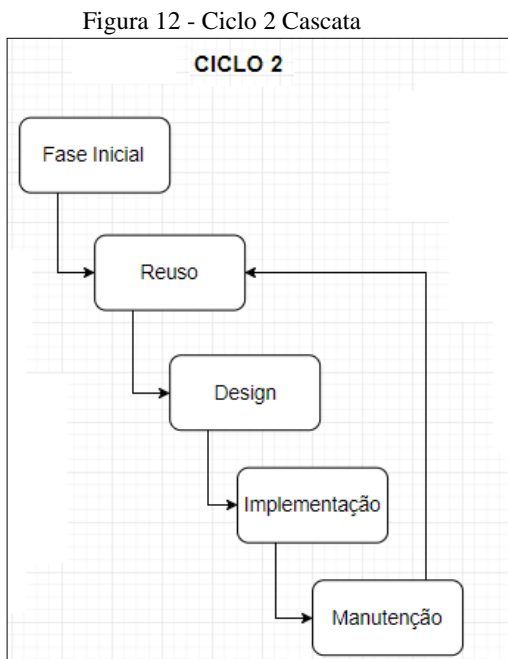 Figura 12 - Ciclo 2 Cascata
CICLO 2
Fase Inicial
Reuso
Design
Implementação
Manutenção